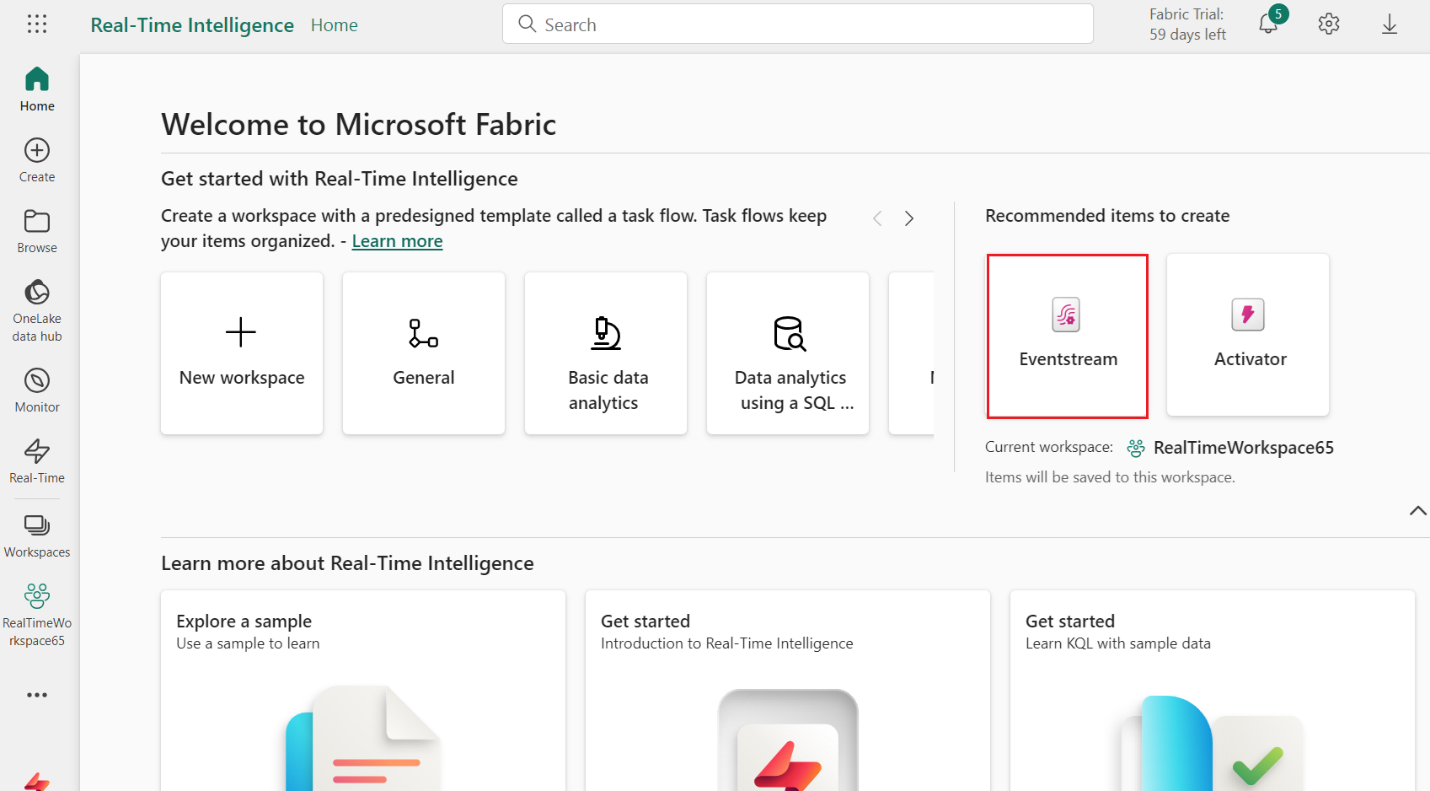 Real-Time Intelligence Home
Search
Fabric Trial:
59 days left
5
Home
Create
Browse
OneLake
data hub
Monitor
Real-Time
Workspaces
RealTimeWo
rkspace65
Welcome to Microsoft Fabric
Get started with Real-Time Intelligence
Create a workspace with a predesigned template called a task flow. Task flows keep
your items organized. - Learn more
New workspace
General
Basic data
analytics
Data analytics
using a SQL ...
Recommended items to create
Eventstream
Activator
Current workspace: RealTimeWorkspace65
Items will be saved to this workspace.
Learn more about Real-Time Intelligence
Explore a sample
Use a sample to learn
Get started
Introduction to Real-Time Intelligence
Get started
Learn KQL with sample data